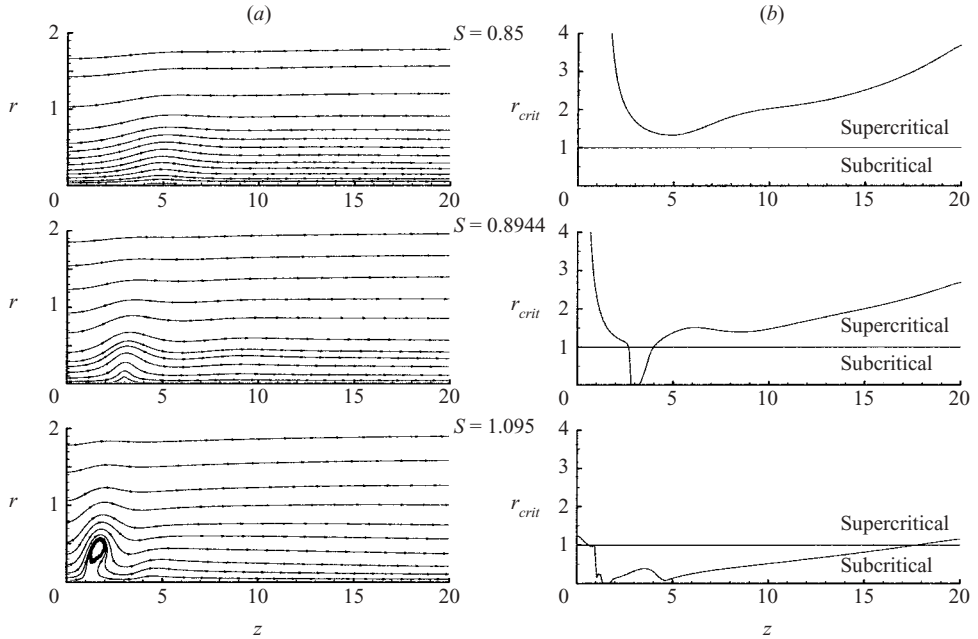 (a) (b)
2 S = 0.85 4
3
r 1 r_crit 2 Supercritical
1 Subcritical
0 5 10 15 20 0 5 10 15 20
2 S = 0.8944 4
3
r 1 r_crit 2 Supercritical
1 Subcritical
0 5 10 15 20 0 5 10 15 20
2 S = 1.095 4
3
r 1 r_crit 2 Supercritical
1 Subcritical
0 5 10 15 20 0 5 10 15 20
z z